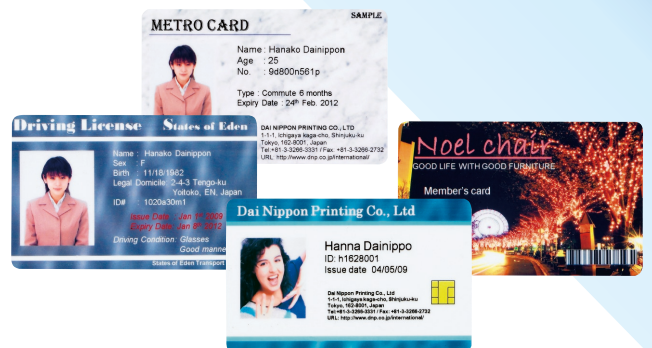 METRO CARD
SAMPLE
Name : Hanako Dainippon
Age : 25
No. : 9d800n561p
Type : Commute 6 months
Expiry Date : 24th Feb. 2012
DAI NIPPON PRINTING CO., LTD
1-1-1, Ichigaya kaga-cho, Shinjuku-ku
Tokyo, 162-8001, Japan
Tel:+81-3-3266-3331 / Fax: +81-3-3266-2732
URL: http://www.dnp.co.jp/international/
Driving License States of Eden
Name : Hanako Dainippon
Sex : F
Birth : 11/18/1982
Legal Domicile: 2-4-3 Tengo-ku
Yoitoko, EN, Japan
ID# : 1020a30m1
Issue Date : Jan 1st 2009
Expiry Date: Jan
Driving Condition: Glasses
Good manne
States of Eden Transport
Noel chair
GOOD LIFE WITH GOOD FURNITURE
Member's card
Dai Nippon Printing Co., Ltd
Hanna Dainippo
ID: h1628001
Issue date 04/05/09
Dai Nippon Printing Co., Ltd
1-1-1, Ichigaya kaga-cho, Shinjuku-ku
Tokyo, 162-8001, Japan
Tel:+81-3-3266-3331 / Fax: +81-3-3266-2732
URL: http://www.dnp.co.jp/international/